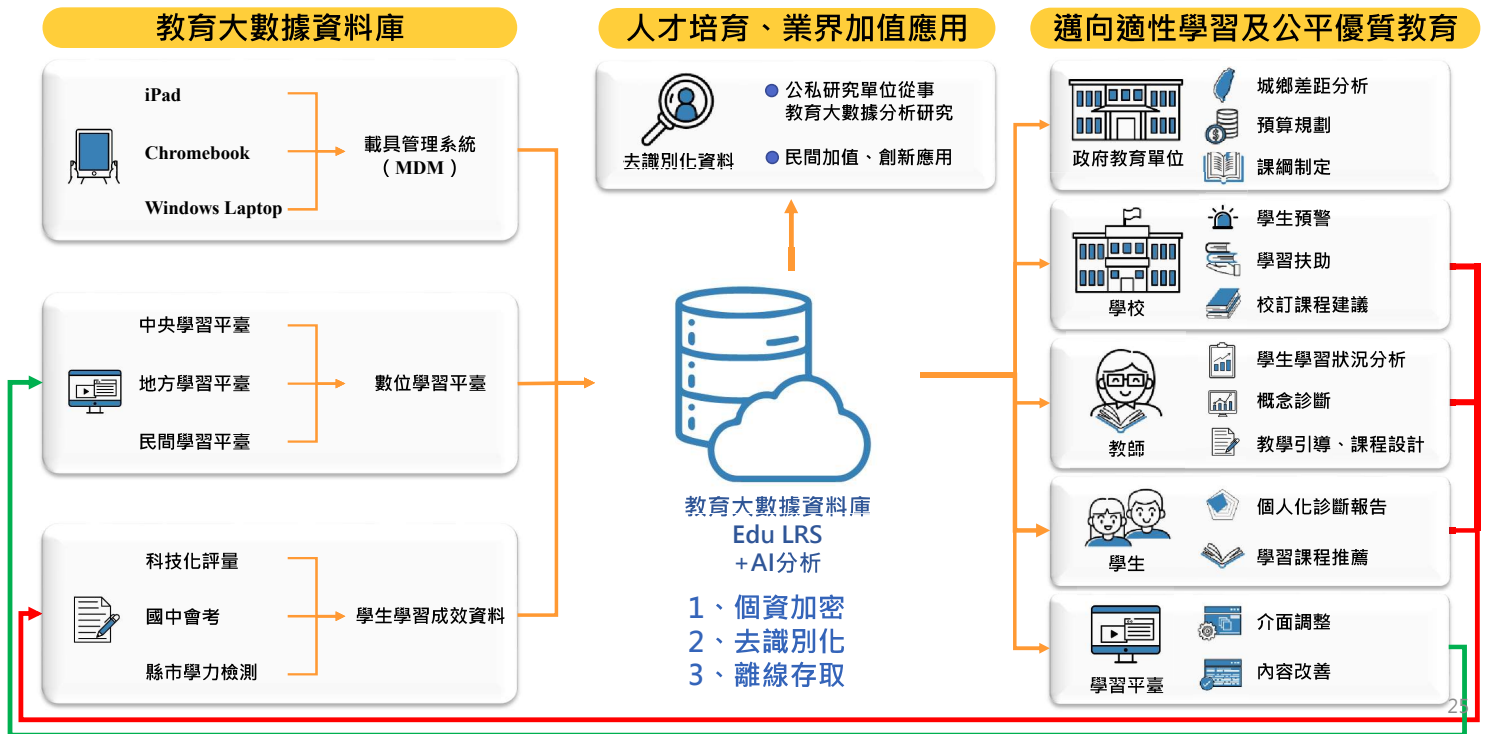 教育大數據資料庫
iPad
Chromebook
Windows Laptop
載具管理系統
（MDM）
中央學習平臺
地方學習平臺
民間學習平臺
數位學習平臺
科技化評量
國中會考
縣市學力檢測
學生學習成效資料
人才培育、業界加值應用
去識別化資料
公私研究單位從事
教育大數據分析研究
民間加值、創新應用
教育大數據資料庫
Edu LRS
+AI分析
1、個資加密
2、去識別化
3、離線存取
邁向適性學習及公平優質教育
政府教育單位
城鄉差距分析
預算規劃
課綱制定
學校
學生預警
學習扶助
校訂課程建議
教師
學生學習狀況分析
概念診斷
教學引導、課程設計
學生
個人化診斷報告
學習課程推薦
學習平臺
介面調整
內容改善
25